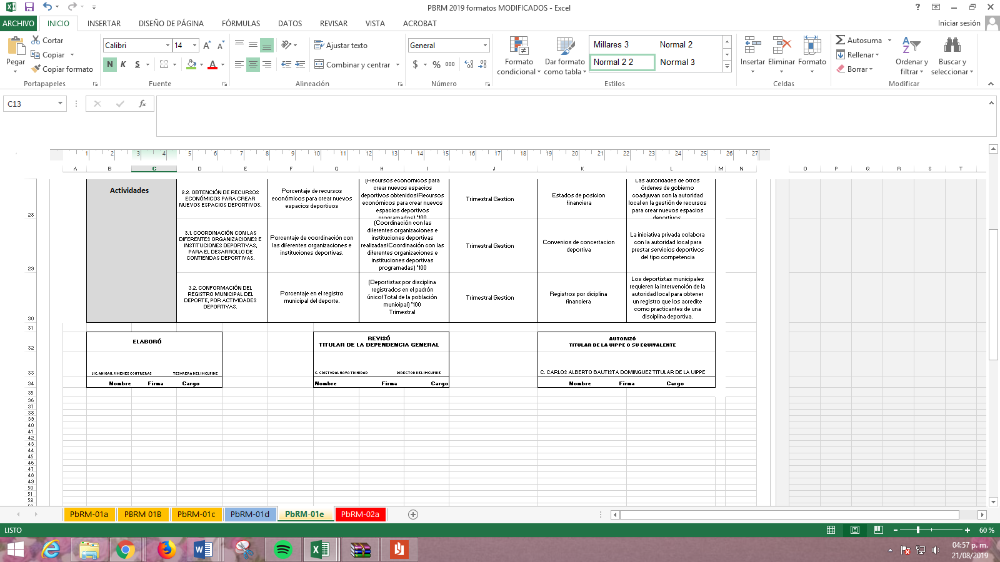 PBRM 2019 formatos MODIFICADOS - Excel
ARCHIVO INICIO INSERTAR DISEÑO DE PÁGINA FÓRMULAS DATOS REVISAR VISTA ACROBAT Iniciar sesión
Pegar
Cortar
Copiar
Copiar formato
Portapapeles
Calibri 14
N K S
Fuente
Ajustar texto
Combinar y centrar
Alineación
General
$ % 000
Número
Formato condicional
Dar formato como tabla
Millares 3 Normal 2
Normal 2 2 Normal 3
Estilos
Insertar Eliminar Formato
Celdas
Autosuma
Rellenar
Borrar
Ordenar y filtrar
Buscar y seleccionar
Modificar
C13 fx
1 2 3 4 5 6 7 8 9 10 11 12 13 14 15 16 17 18 19 20 21 22 23 24 25 26 27
A B C D E F G H I J K L M N O P Q R S T
28
Actividades
2.2. OBTENCIÓN DE RECURSOS
ECONÓMICOS PARA CREAR
NUEVOS ESPACIOS DEPORTIVOS.
Porcentaje de recursos
económicos para crear nuevos
espacios deportivos
(Recursos económicos para
crear nuevos espacios
deportivos obtenidos/Recursos
económicos para crear nuevos
espacios deportivos
programados) *100
Trimestral Gestion
Estados de posicion
financiera
Las autoridades de otros
órdenes de gobierno
coadyuvan con la autoridad
local en la gestión de recursos
para crear nuevos espacios
deportivos
29
3.1. COORDINACIÓN CON LAS
DIFERENTES ORGANIZACIONES E
INSTITUCIONES DEPORTIVAS,
PARA EL DESARROLLO DE
CONTIENDAS DEPORTIVAS.
Porcentaje de coordinación con
las diferentes organizaciones e
instituciones deportivas.
(Coordinación con las
diferentes organizaciones e
instituciones deportivas
realizadas/Coordinación con las
diferentes organizaciones e
instituciones deportivas
programadas) *100
Trimestral Gestion
Convenios de concertacion
deportiva
La iniciativa privada colabora
con la autoridad local para
prestar servicios deportivos
del tipo competencia
30
3.2. CONFORMACIÓN DEL
REGISTRO MUNICIPAL DEL
DEPORTE, POR ACTIVIDADES
DEPORTIVAS.
Porcentaje en el registro
municipal del deporte.
(Deportistas por disciplina
registrados en el padrón
único/Total de la población
municipal) *100
Trimestral
Trimestral Gestion
Registros por diciplina
financiera
Los deportistas municipales
requieren la intervención de la
autoridad local para obtener
un registro que los acredite
como practicantes de una
disciplina deportiva.
31
32
33
34
35
36
37
38
39
40
41
42
43
44
45
46
47
48
49
50
51
52
ELABORÓ
LIC. ABIGAIL JIMENEZ CONTRERAS TESORERA DEL IMCUFIDE
Nombre Firma Cargo
REVISÓ
TITULAR DE LA DEPENDENCIA GENERAL
C. CRISTOBAL NAVA TRINIDAD DIRECTOR DEL IMCUFIDE
Nombre Firma Cargo
AUTORIZÓ
TITULAR DE LA UIPPE O SU EQUIVALENTE
C. CARLOS ALBERTO BAUTISTA DOMINGUEZ TITULAR DE LA UIPPE
Nombre Firma Cargo
PbRM-01a PBRM 01B PbRM-01c PbRM-01d PbRM-01e PbRM-02a
LISTO 60 %
04:57 p. m.
21/08/2019